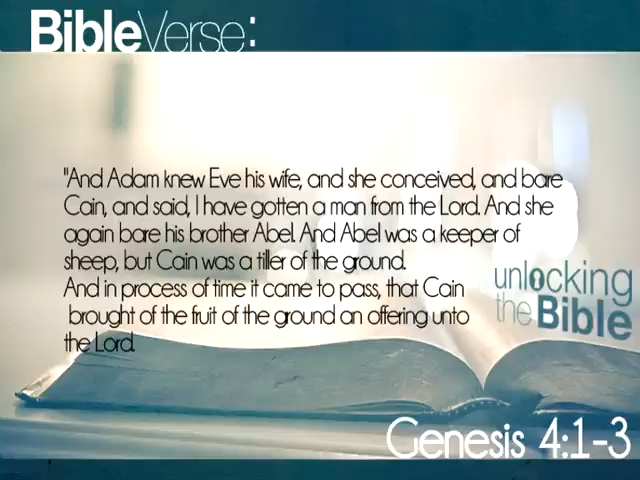 BibleVerse:
"And Adam knew Eve his wife, and she conceived, and bare
Cain, and said, I have gotten a man from the Lord. And she
again bare his brother Abel. And Abel was a keeper of
sheep, but Cain was a tiller of the ground.
And in process of time it came to pass, that Cain
brought of the fruit of the ground an offering unto
the Lord.
unlocking
the Bible
Genesis 4:1-3